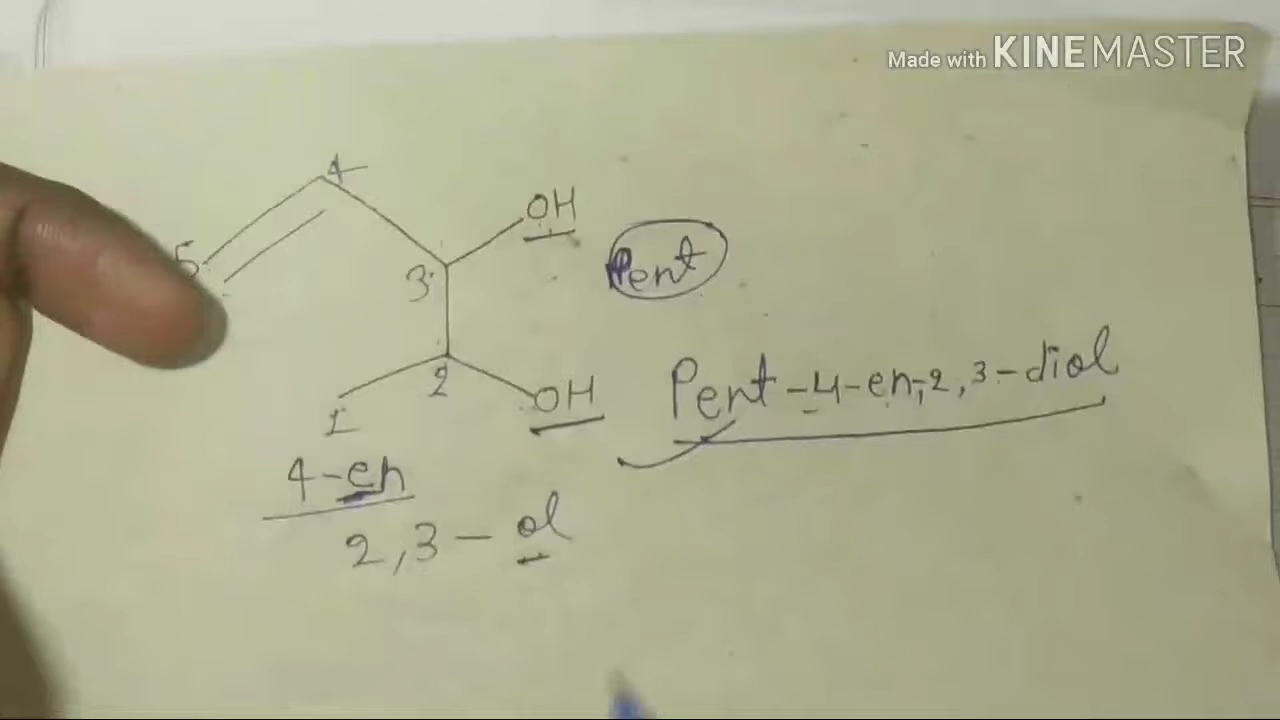 Made with KINEMASTER
4
OH
5
3
Pent
2
OH
1
Pent-4-en-2,3-diol
4-en
2,3-ol